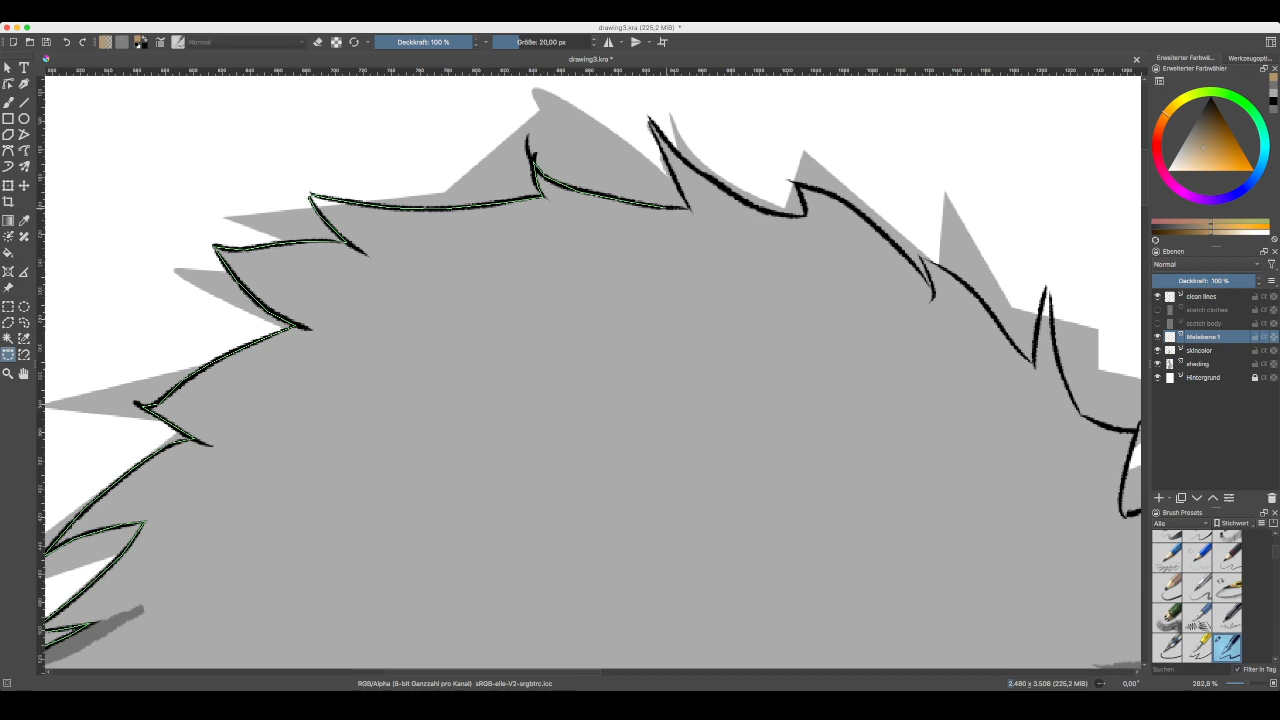 drawing3.kra (225,2 MiB) *
Normal
Deckkraft: 100 %
Größe: 20,00 px
drawing3.kra *
Erweiterter Farbwä...
Werkzeugopti...
Erweiterter Farbwähler
Ebenen
Normal
Deckkraft: 100 %
clean lines
scetch clothes
scetch body
Malebene 1
skincolor
shading
Hintergrund
Brush Presets
Alle
Stichwort
Suchen
Filter in Tag
RGB/Alpha (8-bit Ganzzahl pro Kanal) sRGB-elle-V2-srgbtrc.icc
2.480 x 3.508 (225,2 MiB)
0,00°
282,8 %